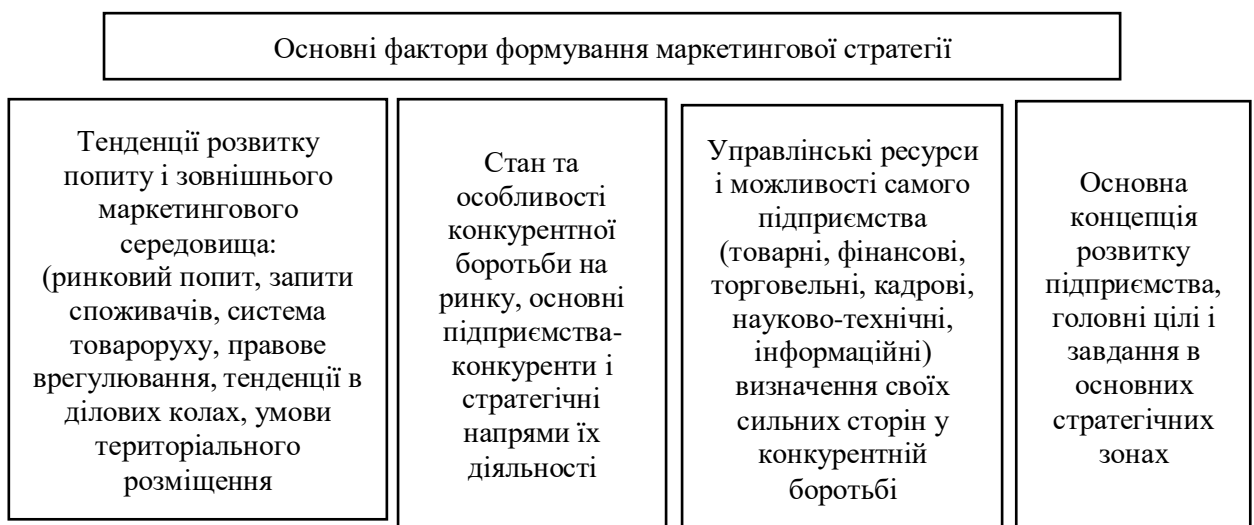 Основні фактори формування маркетингової стратегії
Тенденції розвитку
попиту і зовнішнього
маркетингового
середовища:
(ринковий попит, запити
споживачів, система
товароруху, правове
врегулювання, тенденції в
ділових колах, умови
територіального
розміщення
Стан та
особливості
конкурентної
боротьби на
ринку, основні
підприємства-
конкуренти і
стратегічні
напрями їх
діяльності
Управлінські ресурси
і можливості самого
підприємства
(товарні, фінансові,
торговельні, кадрові,
науково-технічні,
інформаційні)
визначення своїх
сильних сторін у
конкурентній
боротьбі
Основна
концепція
розвитку
підприємства,
головні цілі і
завдання в
основних
стратегічних
зонах